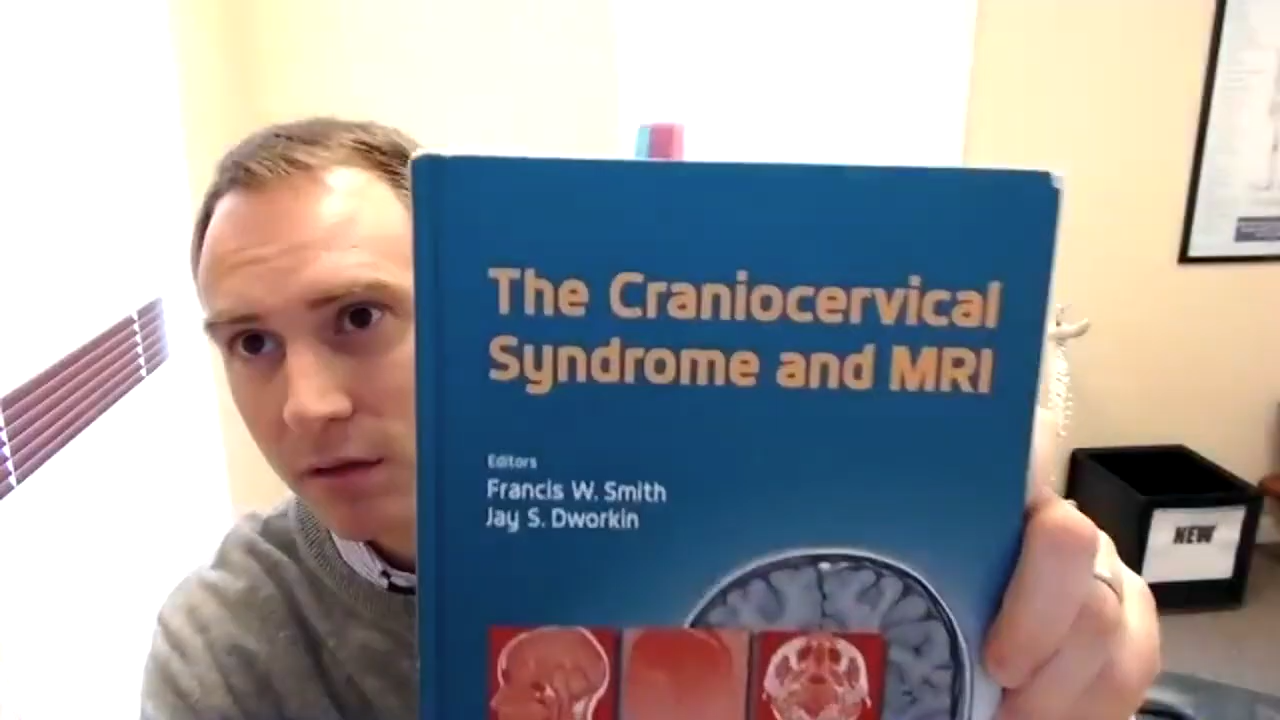 The Craniocervical
Syndrome and MRI
Editors
Francis W. Smith
Jay S. Dworkin
NEW